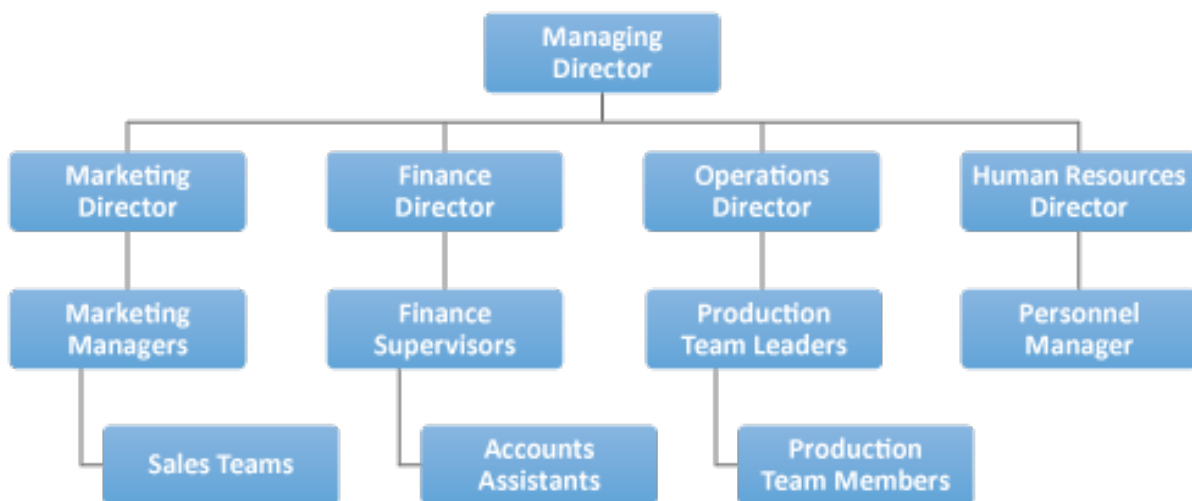 Managing
Director
Marketing
Director
Finance
Director
Operations
Director
Human Resources
Director
Marketing
Managers
Finance
Supervisors
Production
Team Leaders
Personnel
Manager
Sales Teams
Accounts
Assistants
Production
Team Members